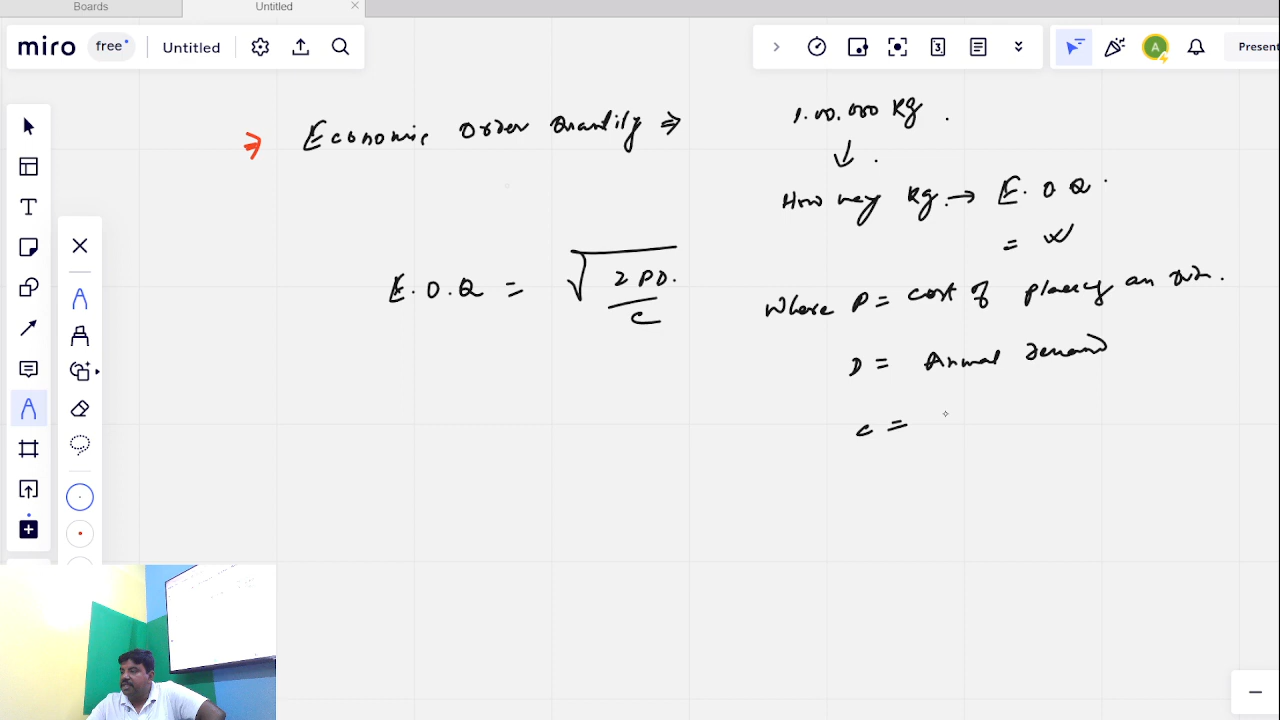 Boards
Untitled
miro free Untitled
3
A
Present
Economic Order Quantity ⇒
1.00.000 Kg.
↓.
How many Kg. → E.O.Q.
= 
E.O.Q = √2PD. / C
Where P = cost of placing an
D = Annual Demand
C =